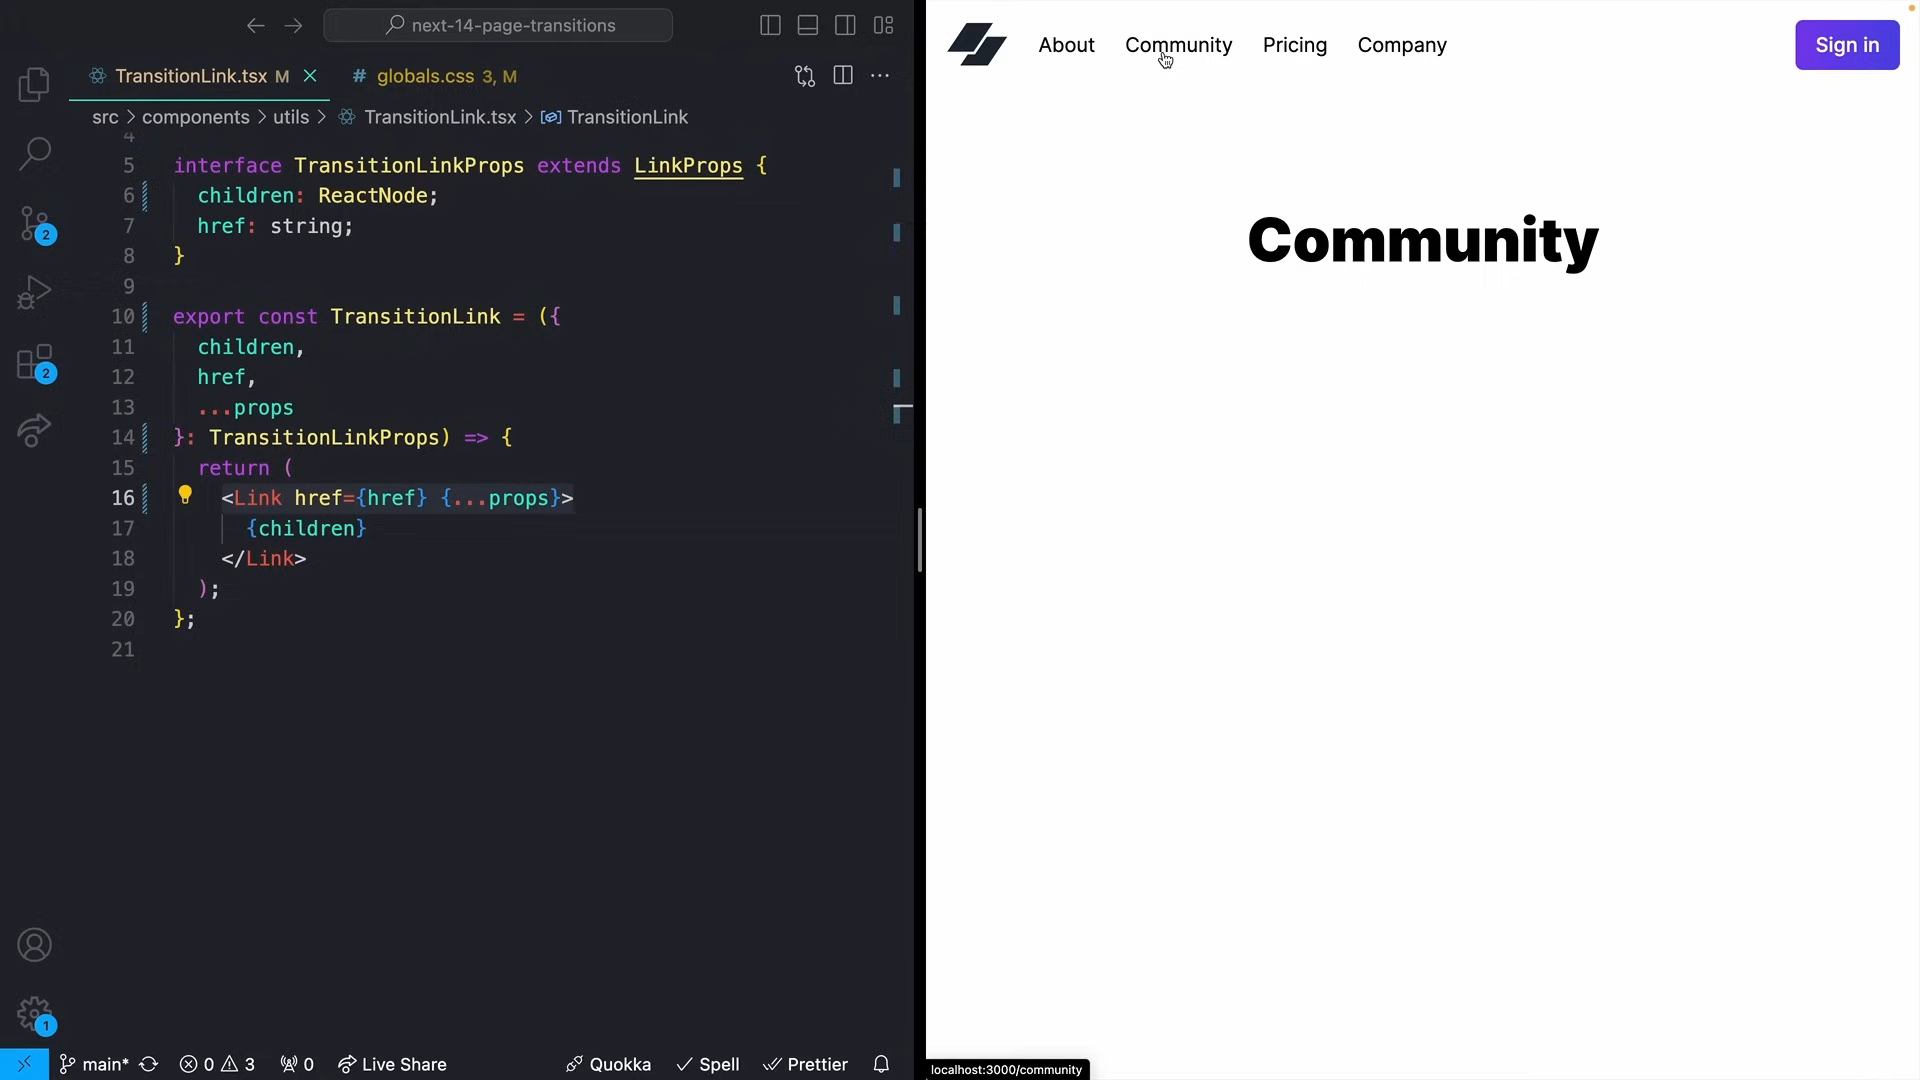 next-14-page-transitions
TransitionLink.tsx M
# globals.css 3, M
src > components > utils > TransitionLink.tsx > TransitionLink
4
5 interface TransitionLinkProps extends LinkProps {
6 children: ReactNode;
7 href: string;
8 }
9
10 export const TransitionLink = ({
11 children,
12 href,
13 ...props
14 }: TransitionLinkProps) => {
15 return (
16 <Link href={href} {...props}>
17 {children}
18 </Link>
19 );
20 };
21
2
2
1
main* 0 3 0 Live Share Quokka Spell Prettier
About Community Pricing Company Sign in
Community
localhost:3000/community